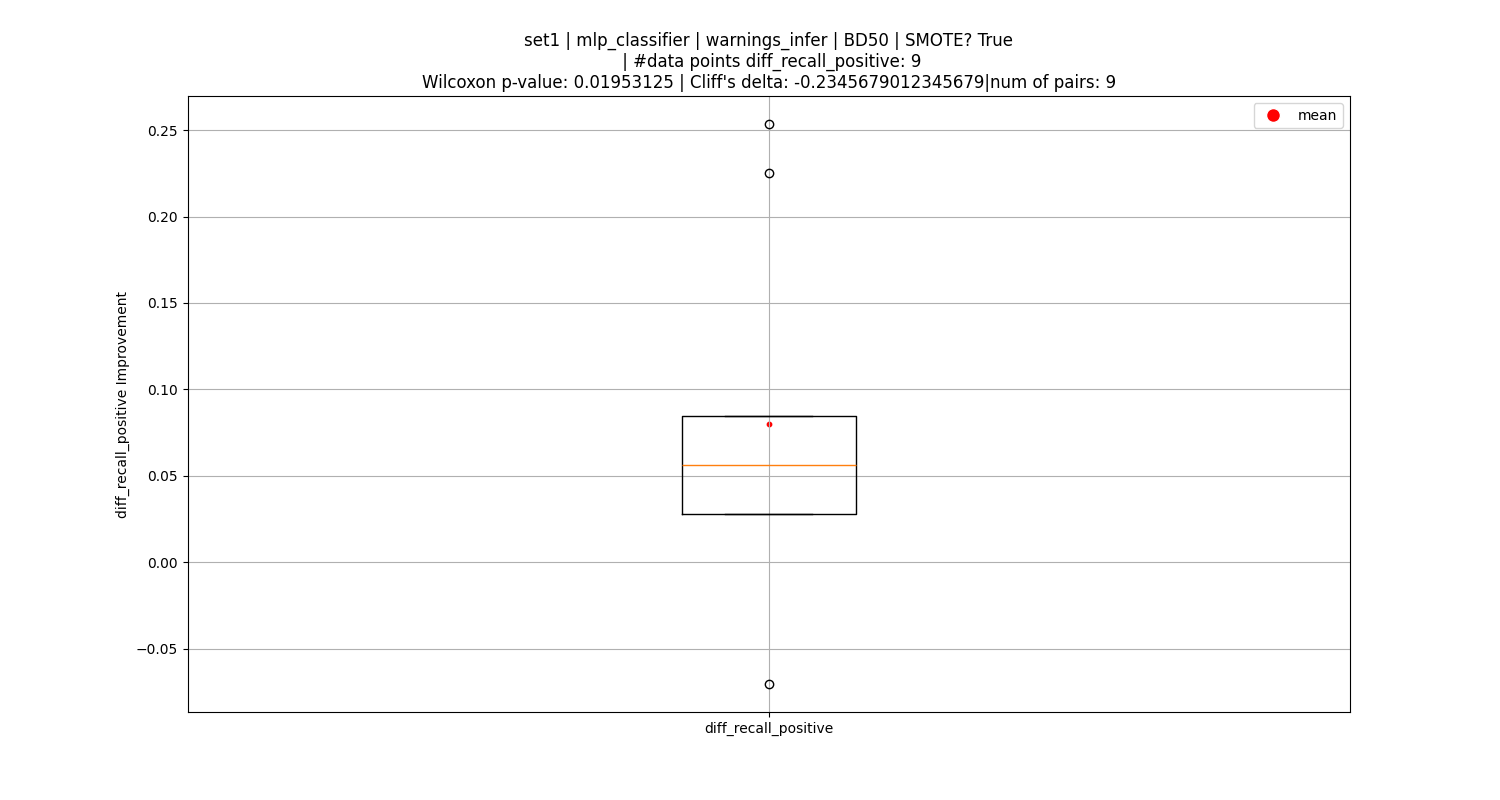 set1 | mlp_classifier | warnings_infer | BD50 | SMOTE? True
| #data points diff_recall_positive: 9
Wilcoxon p-value: 0.01953125 | Cliff's delta: -0.2345679012345679|num of pairs: 9
mean
0.25
0.20
0.15
0.10
0.05
0.00
−0.05
diff_recall_positive Improvement
diff_recall_positive